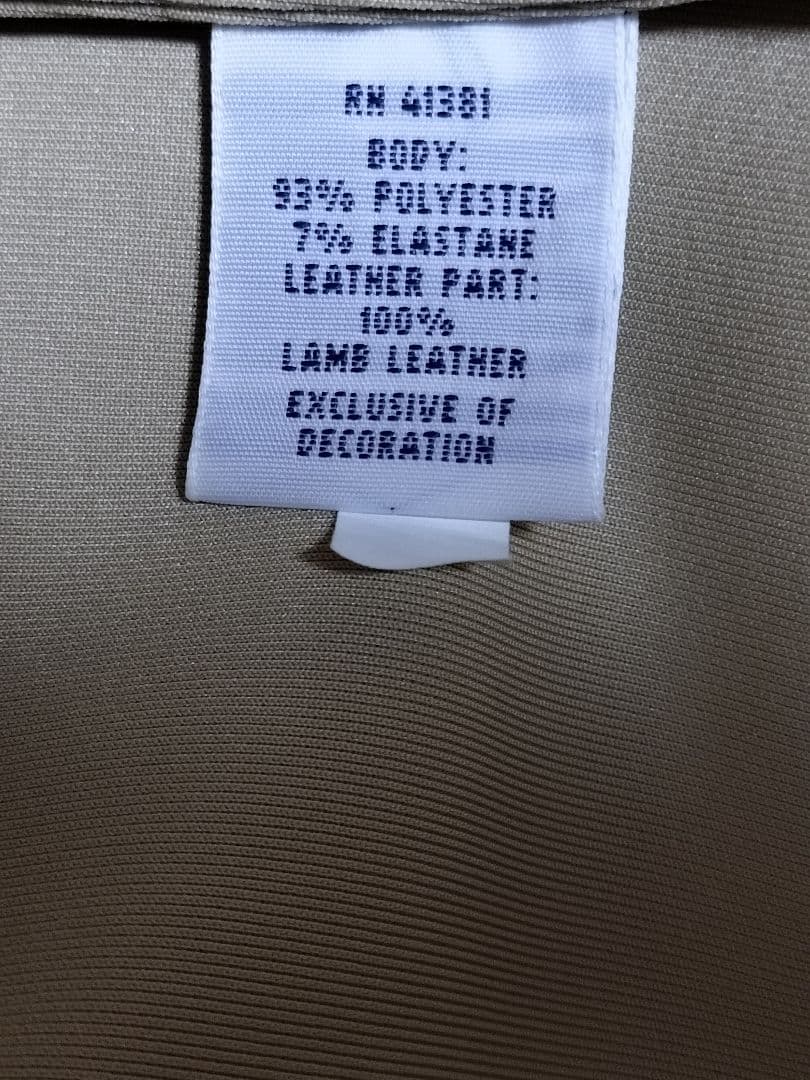 RN 41381
BODY:
93% POLYESTER
7% ELASTANE
LEATHER PART:
100%
LAMB LEATHER
EXCLUSIVE OF
DECORATION